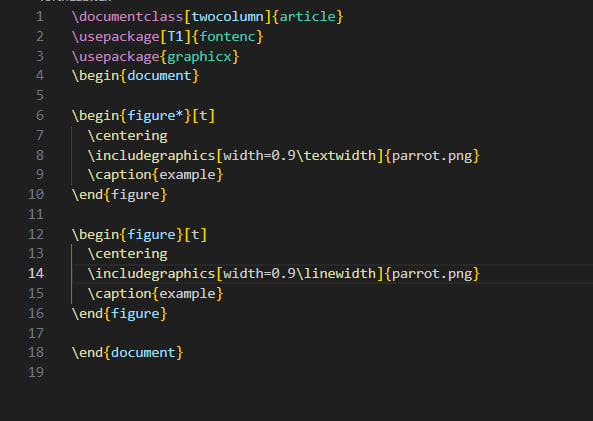 1 \documentclass[twocolumn]{article}
2 \usepackage[T1]{fontenc}
3 \usepackage{graphicx}
4 \begin{document}
5
6 \begin{figure*}[t]
7 \centering
8 \includegraphics[width=0.9\textwidth]{parrot.png}
9 \caption{example}
10 \end{figure}
11
12 \begin{figure}[t]
13 \centering
14 \includegraphics[width=0.9\linewidth]{parrot.png}
15 \caption{example}
16 \end{figure}
17
18 \end{document}
19